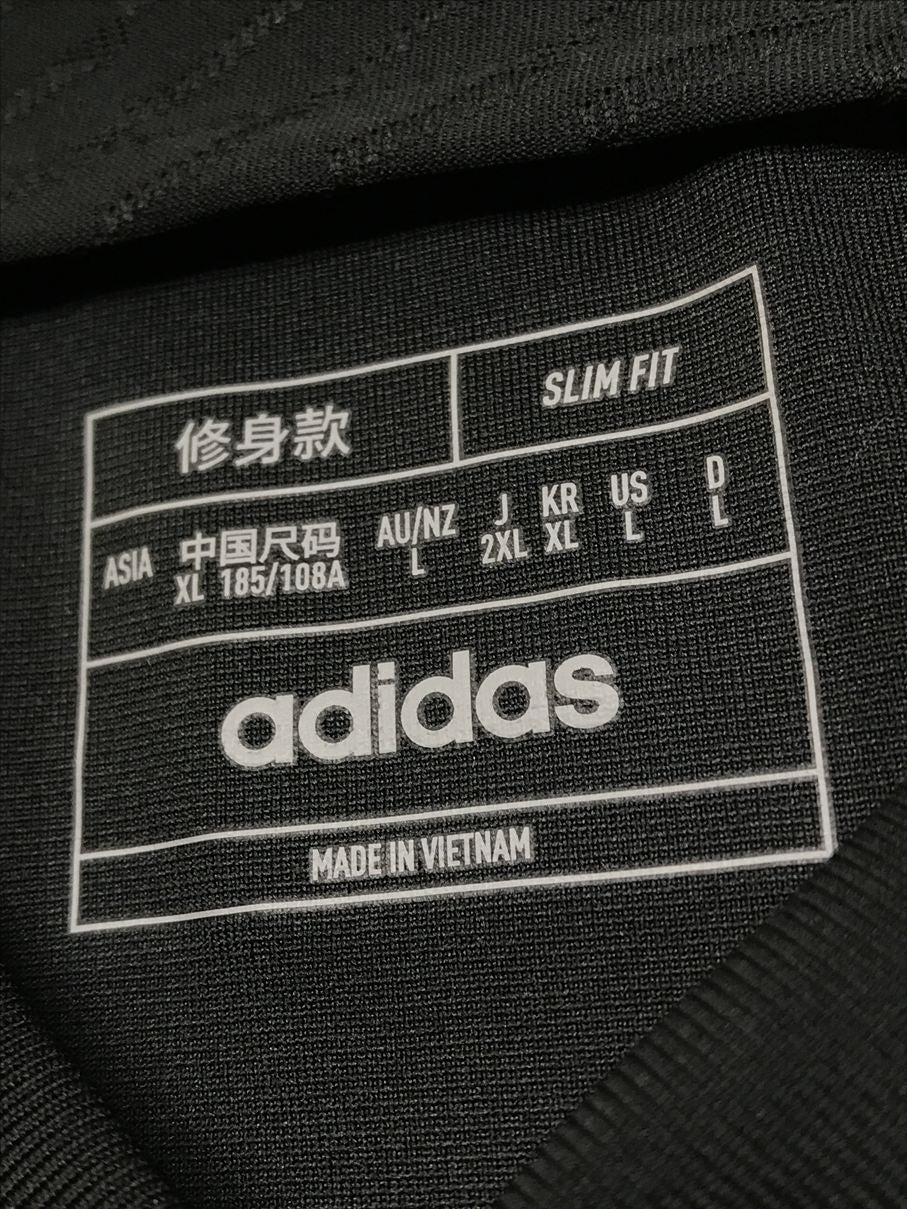 修身款 SLIM FIT
ASIA 中国尺码 AU/NZ J KR US D
XL 185/108A L 2XL XL L L
adidas
MADE IN VIETNAM